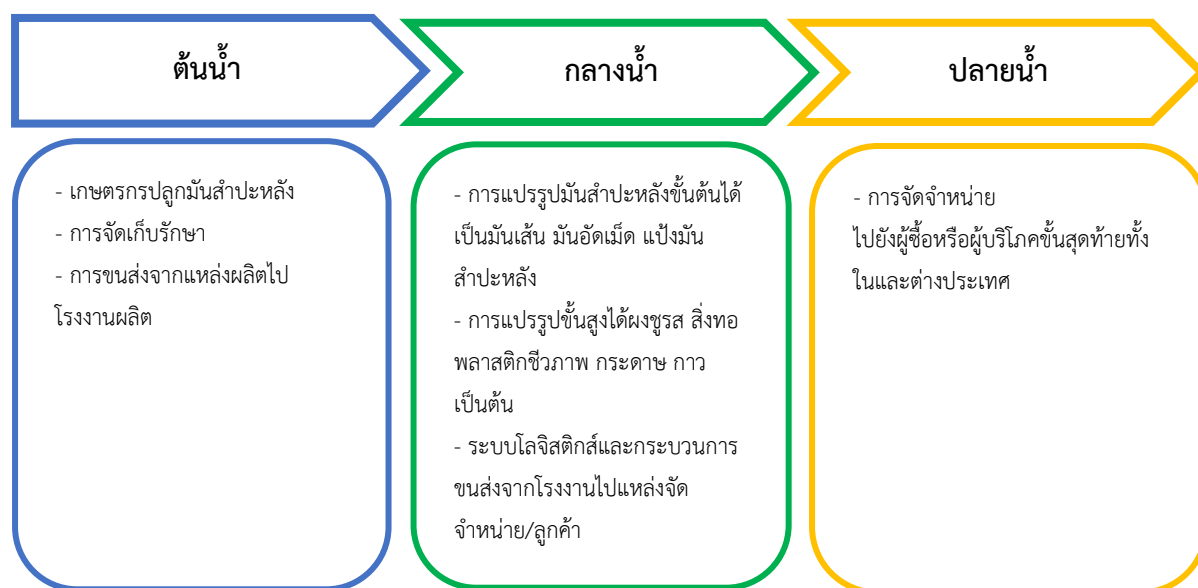 ต้นน้ำ
กลางน้ำ
ปลายน้ำ
- เกษตรกรปลูกมันสำปะหลัง
- การจัดเก็บรักษา
- การขนส่งจากแหล่งผลิตไป
โรงงานผลิต
- การแปรรูปมันสำปะหลังขั้นต้นได้
เป็นมันเส้น มันอัดเม็ด แป้งมัน
สำปะหลัง
- การแปรรูปขั้นสูงได้ผงชูรส สิ่งทอ
พลาสติกชีวภาพ กระดาษ กาว
เป็นต้น
- ระบบโลจิสติกส์และกระบวนการ
ขนส่งจากโรงงานไปแหล่งจัด
จำหน่าย/ลูกค้า
- การจัดจำหน่าย
ไปยังผู้ซื้อหรือผู้บริโภคขั้นสุดท้ายทั้ง
ในและต่างประเทศ